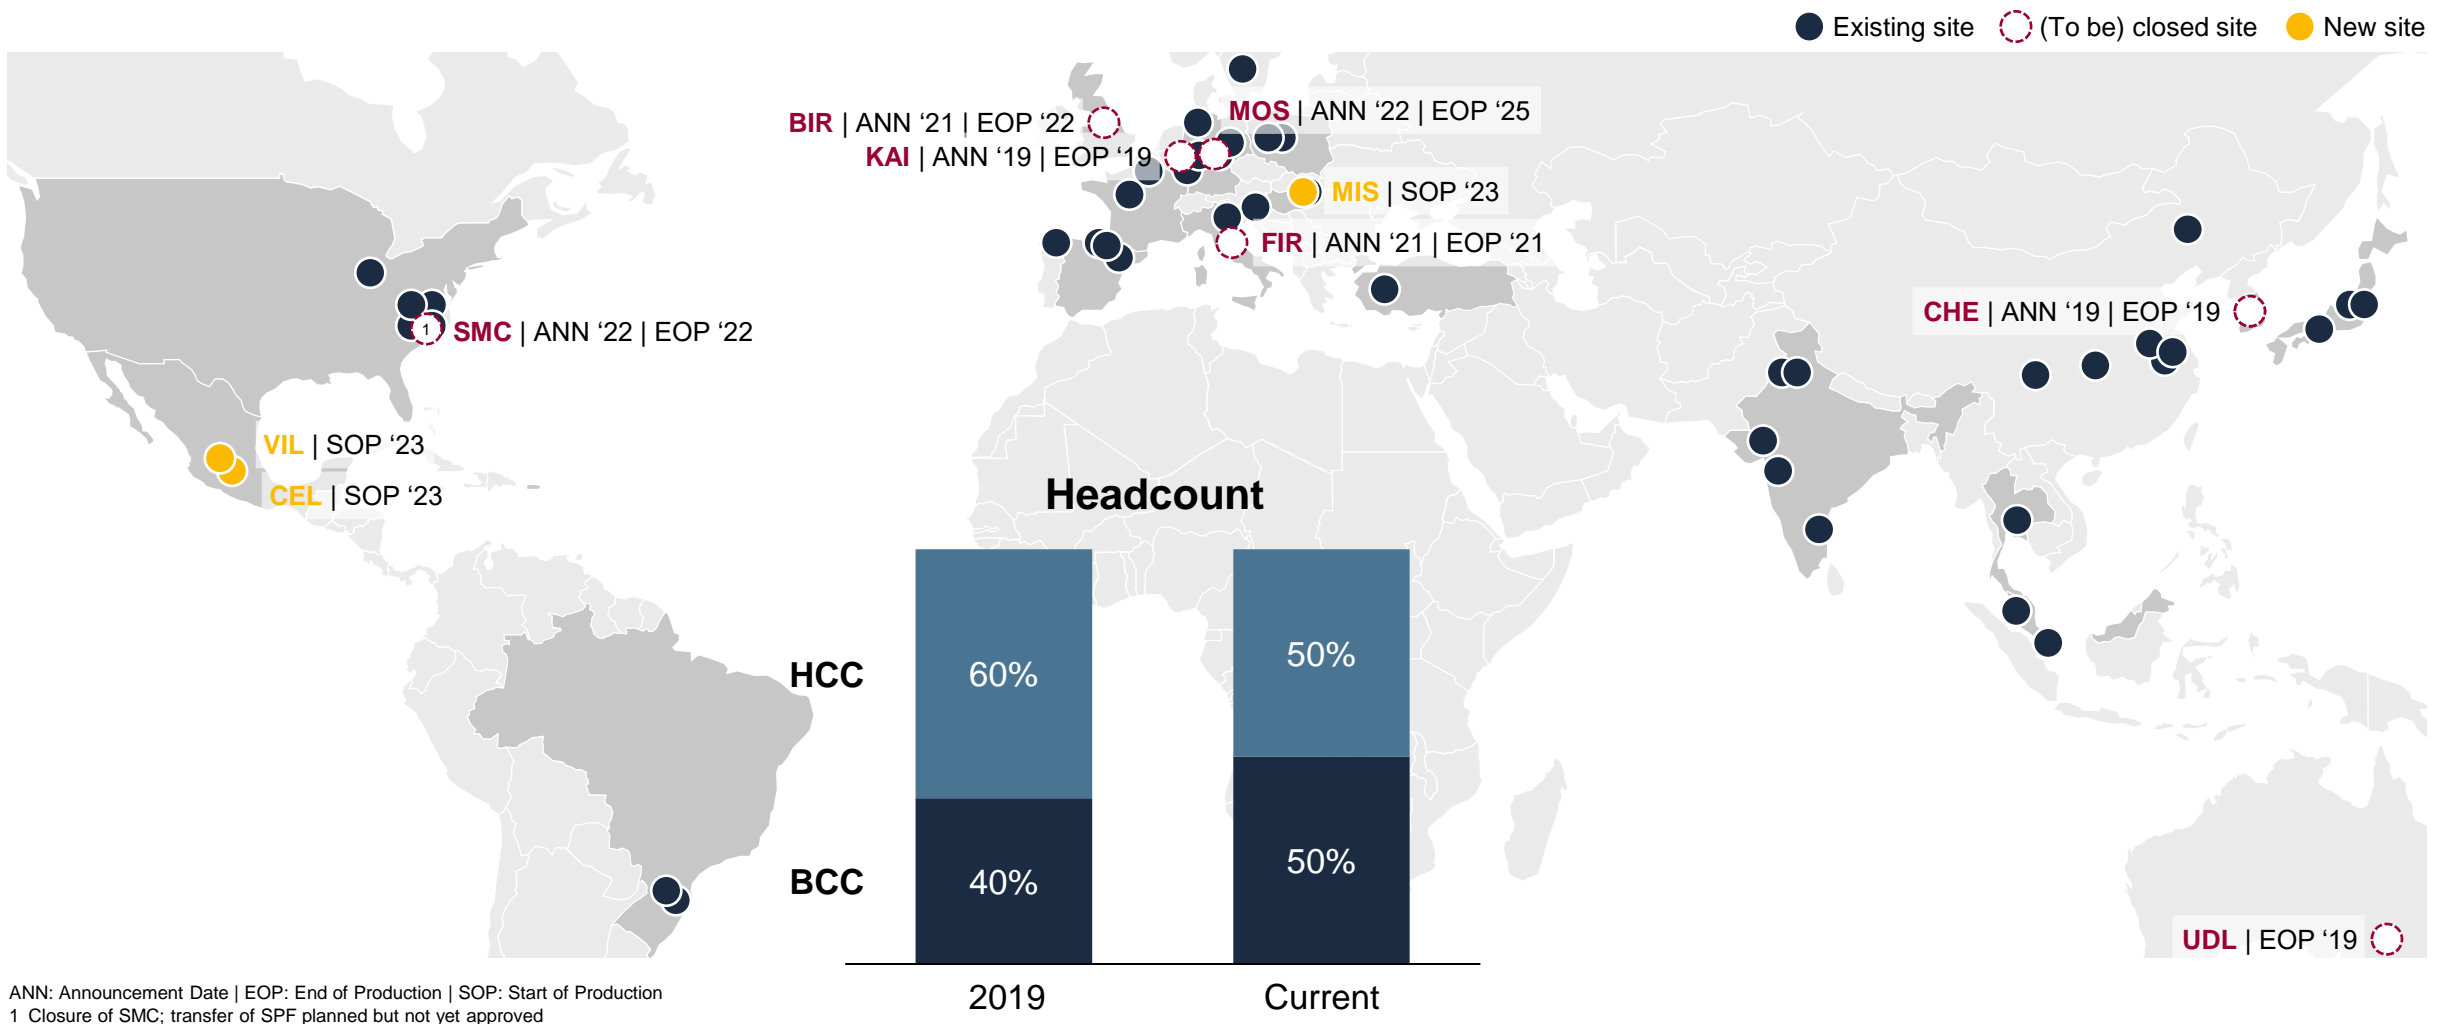 Existing site (To be) closed site New site
MOS | ANN ‘22 | EOP ‘25
BIR | ANN ‘21 | EOP ‘22
KAI | ANN ‘19 | EOP ‘19
MIS | SOP ‘23
FIR | ANN ‘21 | EOP ‘21
CHE | ANN ‘19 | EOP ‘19
1 SMC | ANN ‘22 | EOP ‘22
VIL | SOP ‘23
CEL | SOP ‘23
Headcount
HCC 60% 50%
BCC 40% 50%
2019 Current
UDL | EOP ‘19
ANN: Announcement Date | EOP: End of Production | SOP: Start of Production
1 Closure of SMC; transfer of SPF planned but not yet approved